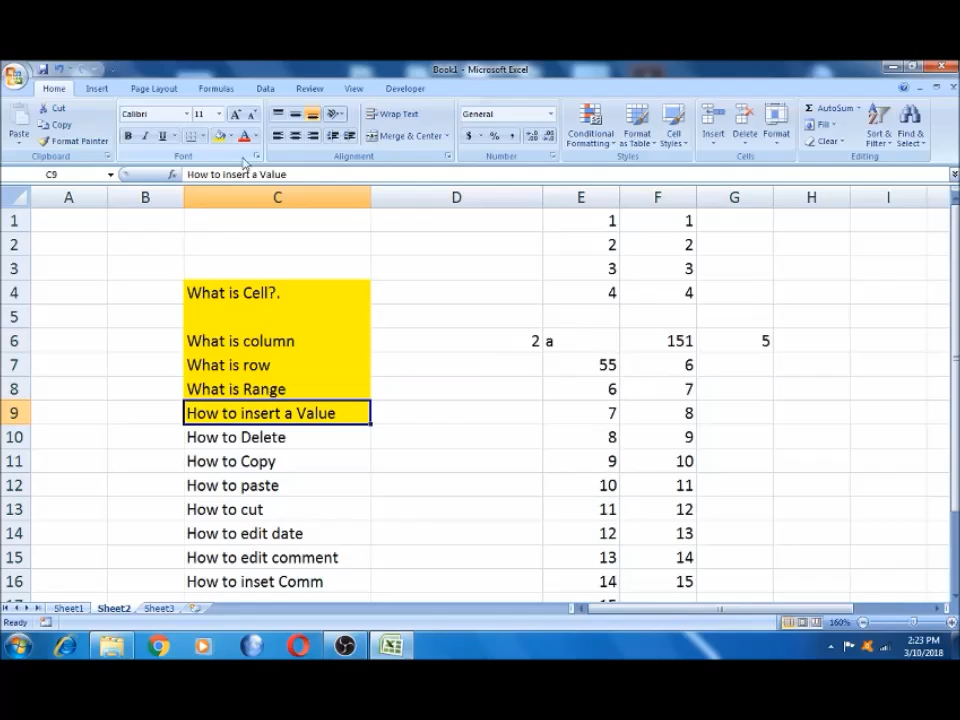 Book1 - Microsoft Excel
Home Insert Page Layout Formulas Data Review View Developer
Cut
Copy
Format Painter
Paste
Clipboard
Calibri 11
B I U
Font
Wrap Text
Merge & Center
Alignment
General
$ % ,
Number
Conditional Formatting
Format as Table
Cell Styles
Styles
Insert Delete Format
Cells
AutoSum
Fill
Clear
Sort & Filter
Find & Select
Editing
C9 fx How to insert a Value
A B C D E F G H I
1 1 1
2 2 2
3 3 3
4 What is Cell?. 4 4
5
6 What is column 2 a 151 5
7 What is row 55 6
8 What is Range 6 7
9 How to insert a Value 7 8
10 How to Delete 8 9
11 How to Copy 9 10
12 How to paste 10 11
13 How to cut 11 12
14 How to edit date 12 13
15 How to edit comment 13 14
16 How to inset Comm 14 15
Sheet1 Sheet2 Sheet3
Ready 160%
2:23 PM
3/10/2018